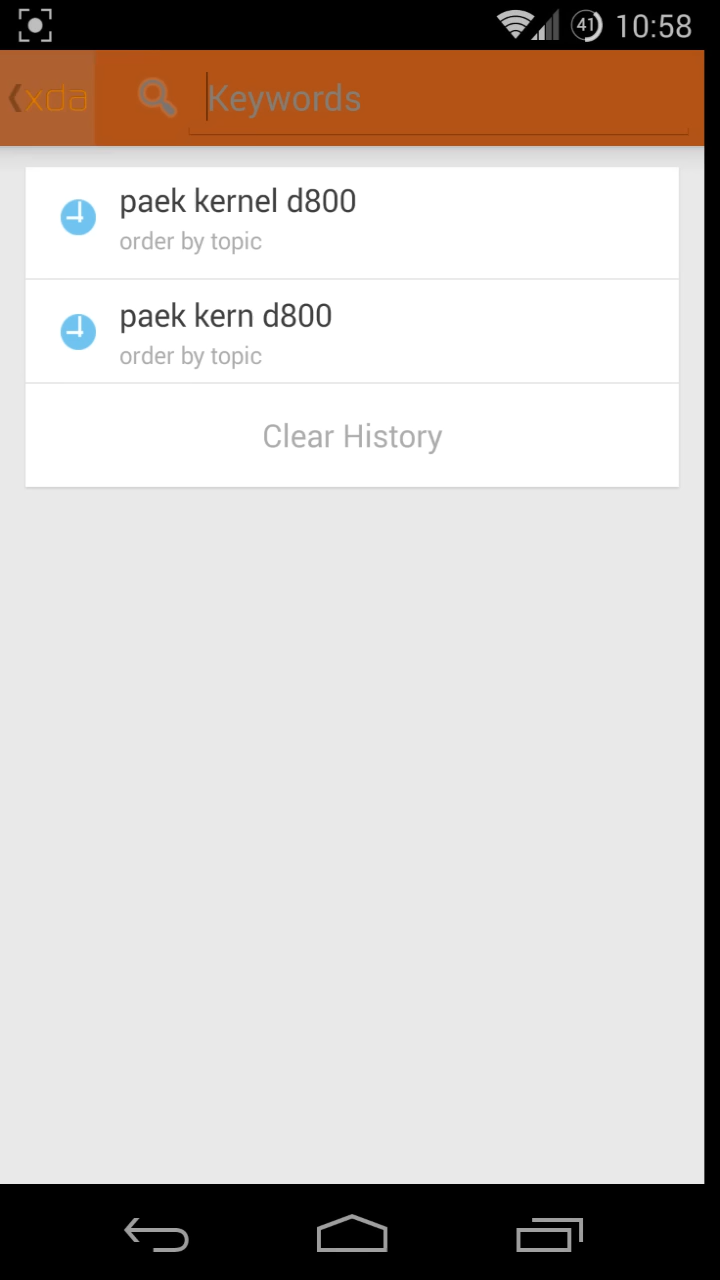 41 10:58
xda Keywords
paek kernel d800
order by topic
paek kern d800
order by topic
Clear History